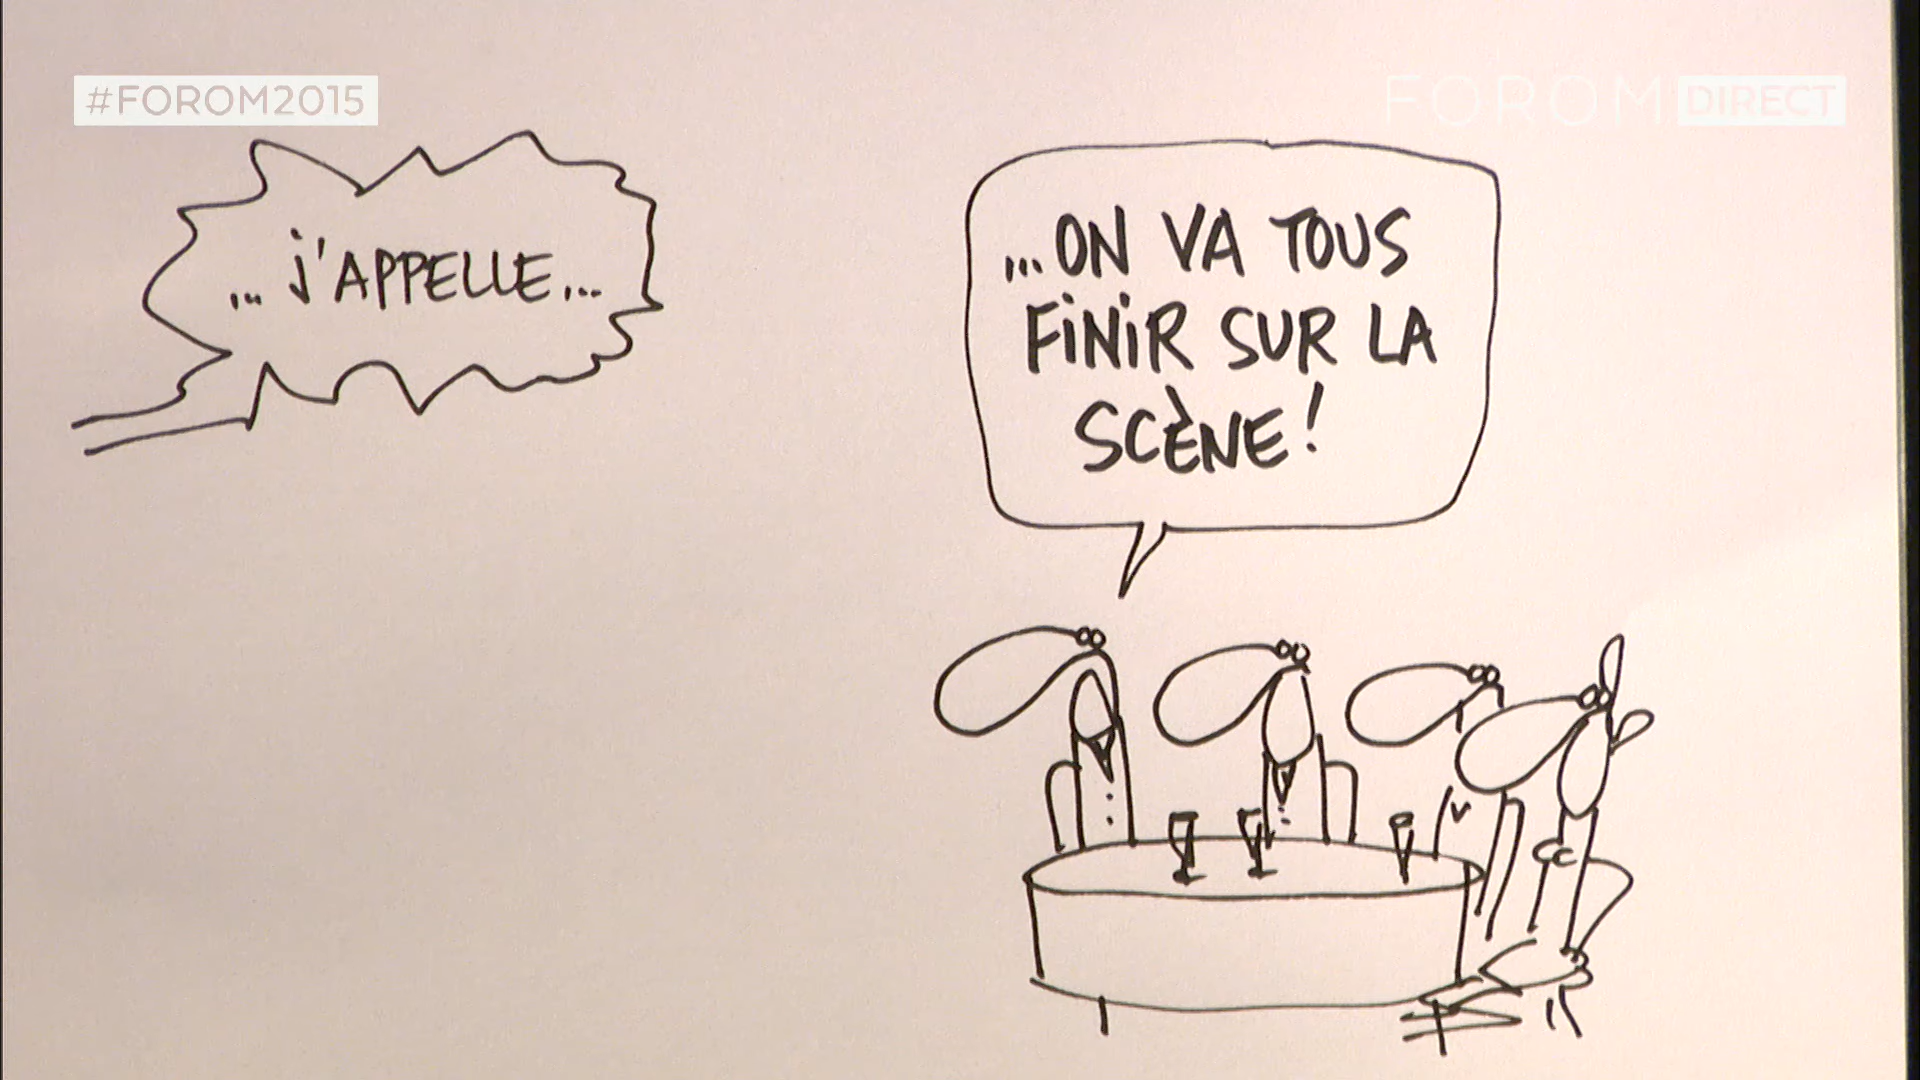 #FOROM2015
FOROM DIRECT
... J'APPELLE...
...ON VA TOUS
FINIR SUR LA
SCÈNE!